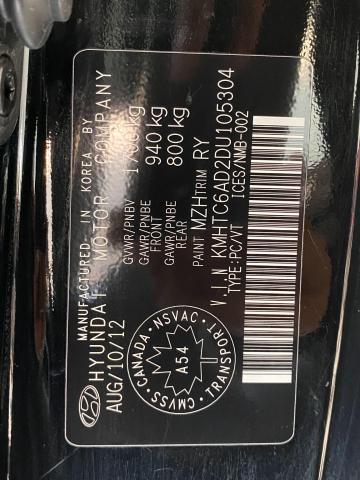 MANUFACTURED IN KOREA BY
HYUNDAI MOTOR COMPANY
AUG/10/12
GVWR/PNBV kg
GAWR/PNBE FRONT 940 kg
GAWR/PNBE REAR 800 kg
PAINT MZH TRIM RY
V.I.N KMHTC6AD2DU105304
TYPE:PC/VT ICES/NMB-002
CANADA · NSVAC · TRANSPORT · CMVSS
A54